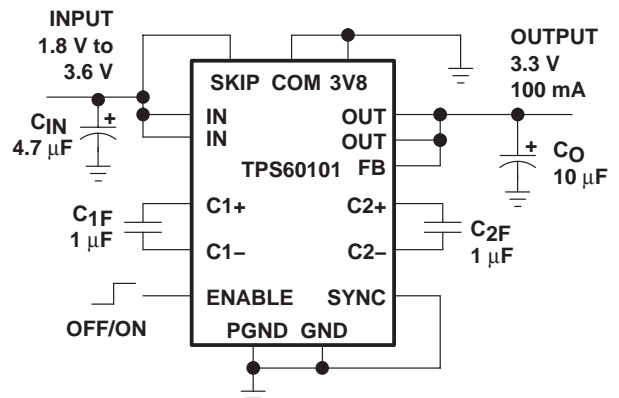 INPUT
1.8 V to
3.6 V
OUTPUT
3.3 V
100 mA
SKIP COM 3V8
IN
IN
OUT
OUT
TPS60101 FB
CIN
4.7 μF
+
+
CO
10 μF
C1F
1 μF
C1+
C1−
C2+
C2−
C2F
1 μF
ENABLE SYNC
OFF/ON
PGND GND